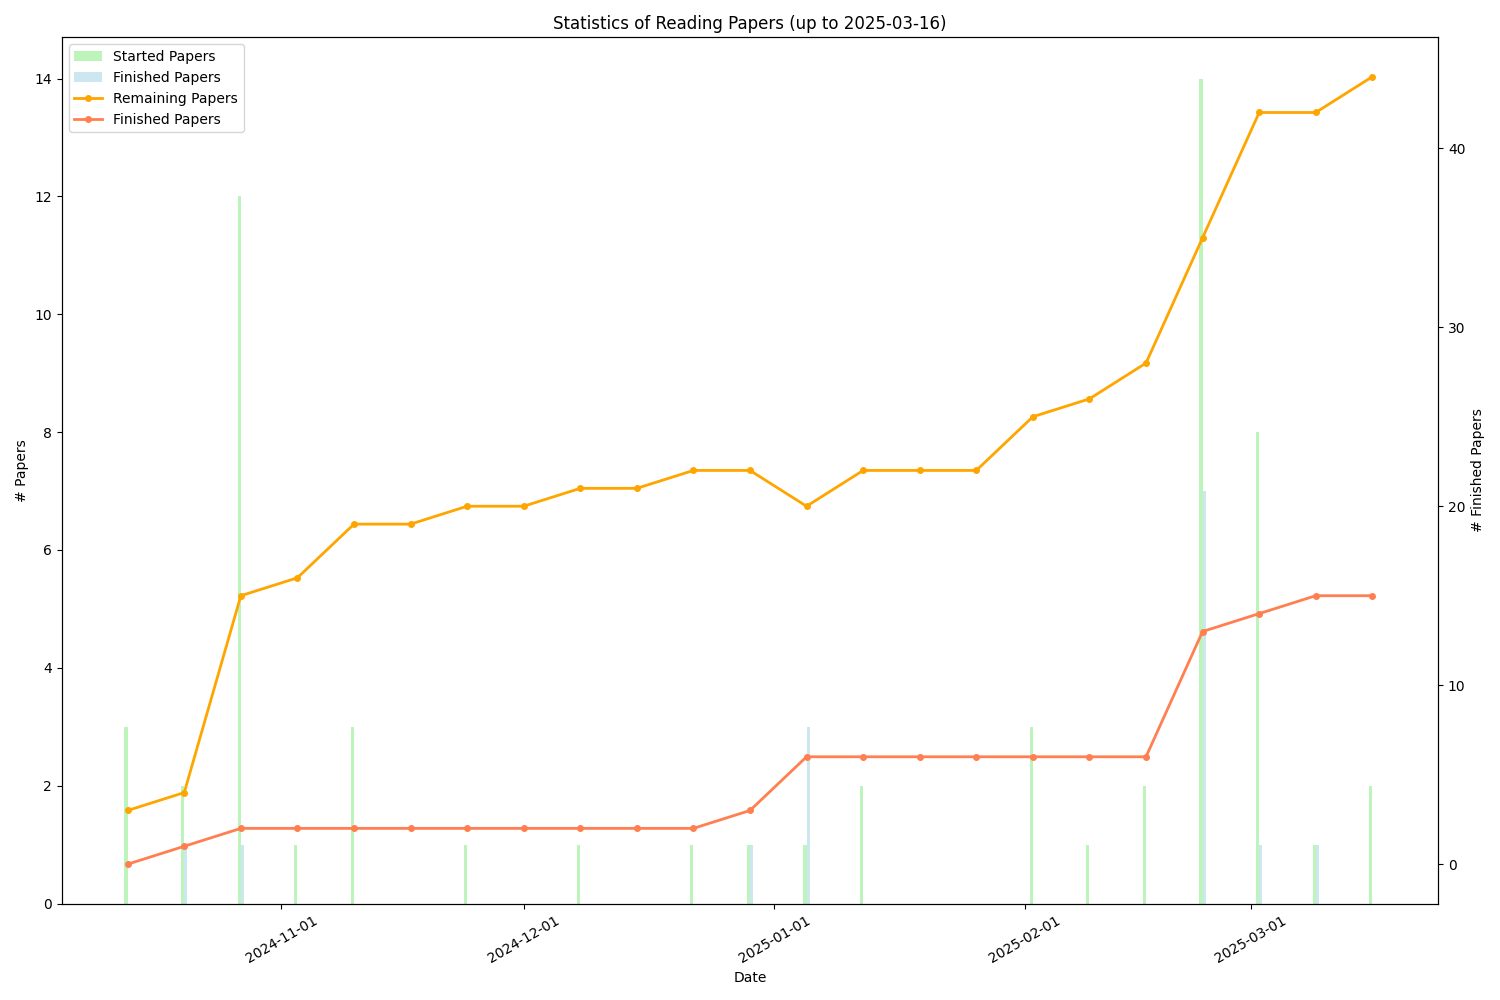 Statistics of Reading Papers (up to 2025-03-16)
Started Papers
Finished Papers
Remaining Papers
Finished Papers
14
12
10
8
6
4
2
0
# Papers
40
30
20
10
0
# Finished Papers
2024-11-01
2024-12-01
2025-01-01
2025-02-01
2025-03-01
Date